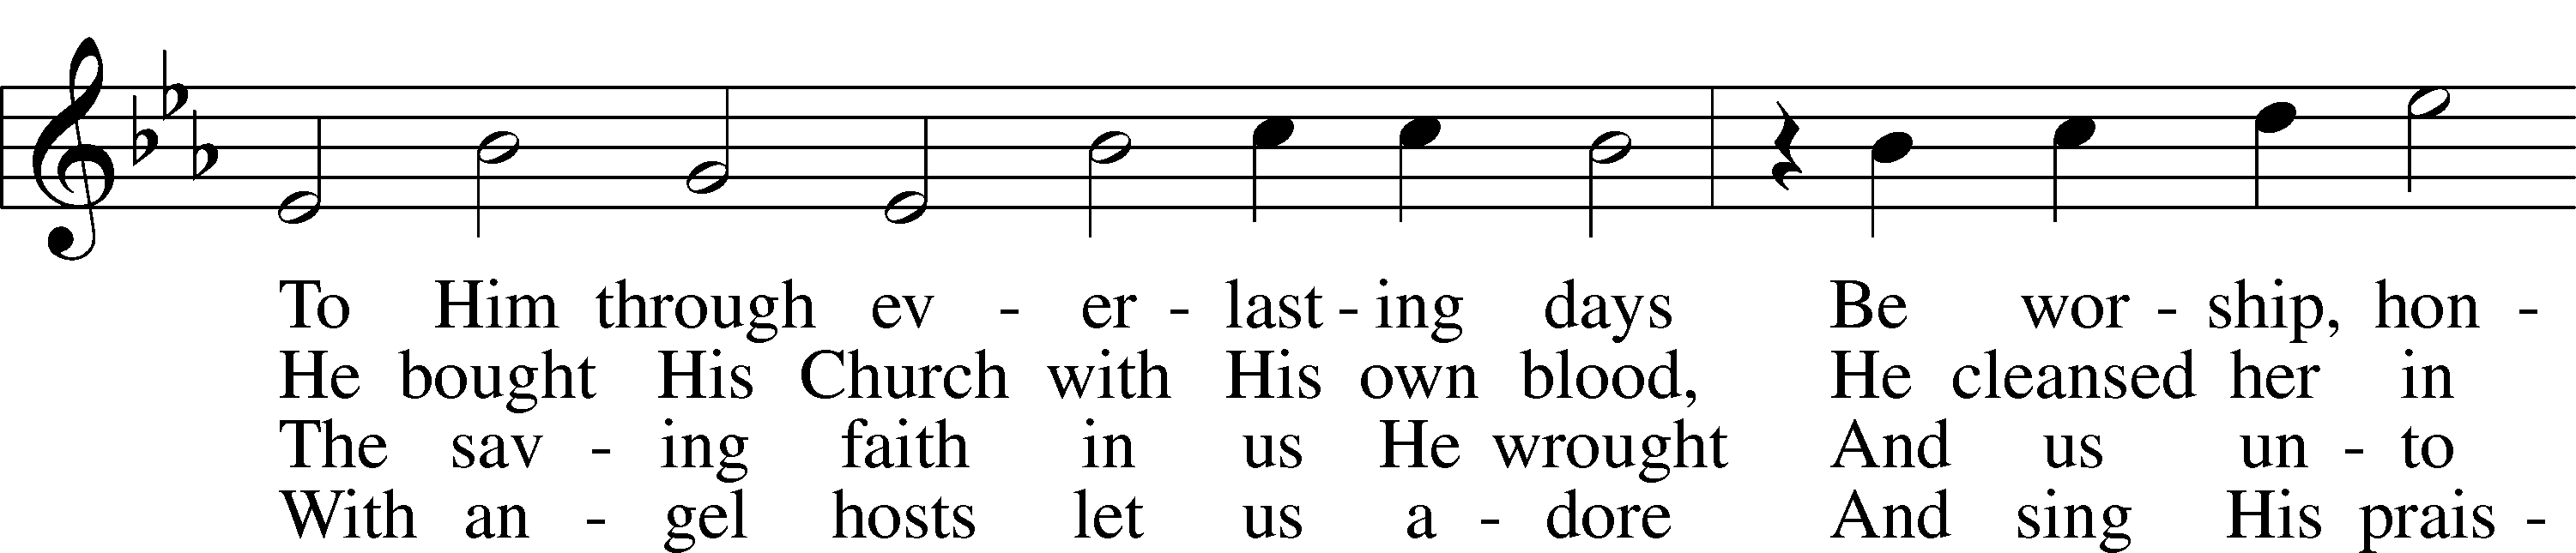 To Him through ev - er - last - ing days Be wor - ship, hon -
He bought His Church with His own blood, He cleansed her in
The sav - ing faith in us He wrought And us un - to
With an - gel hosts let us a - dore And sing His prais -